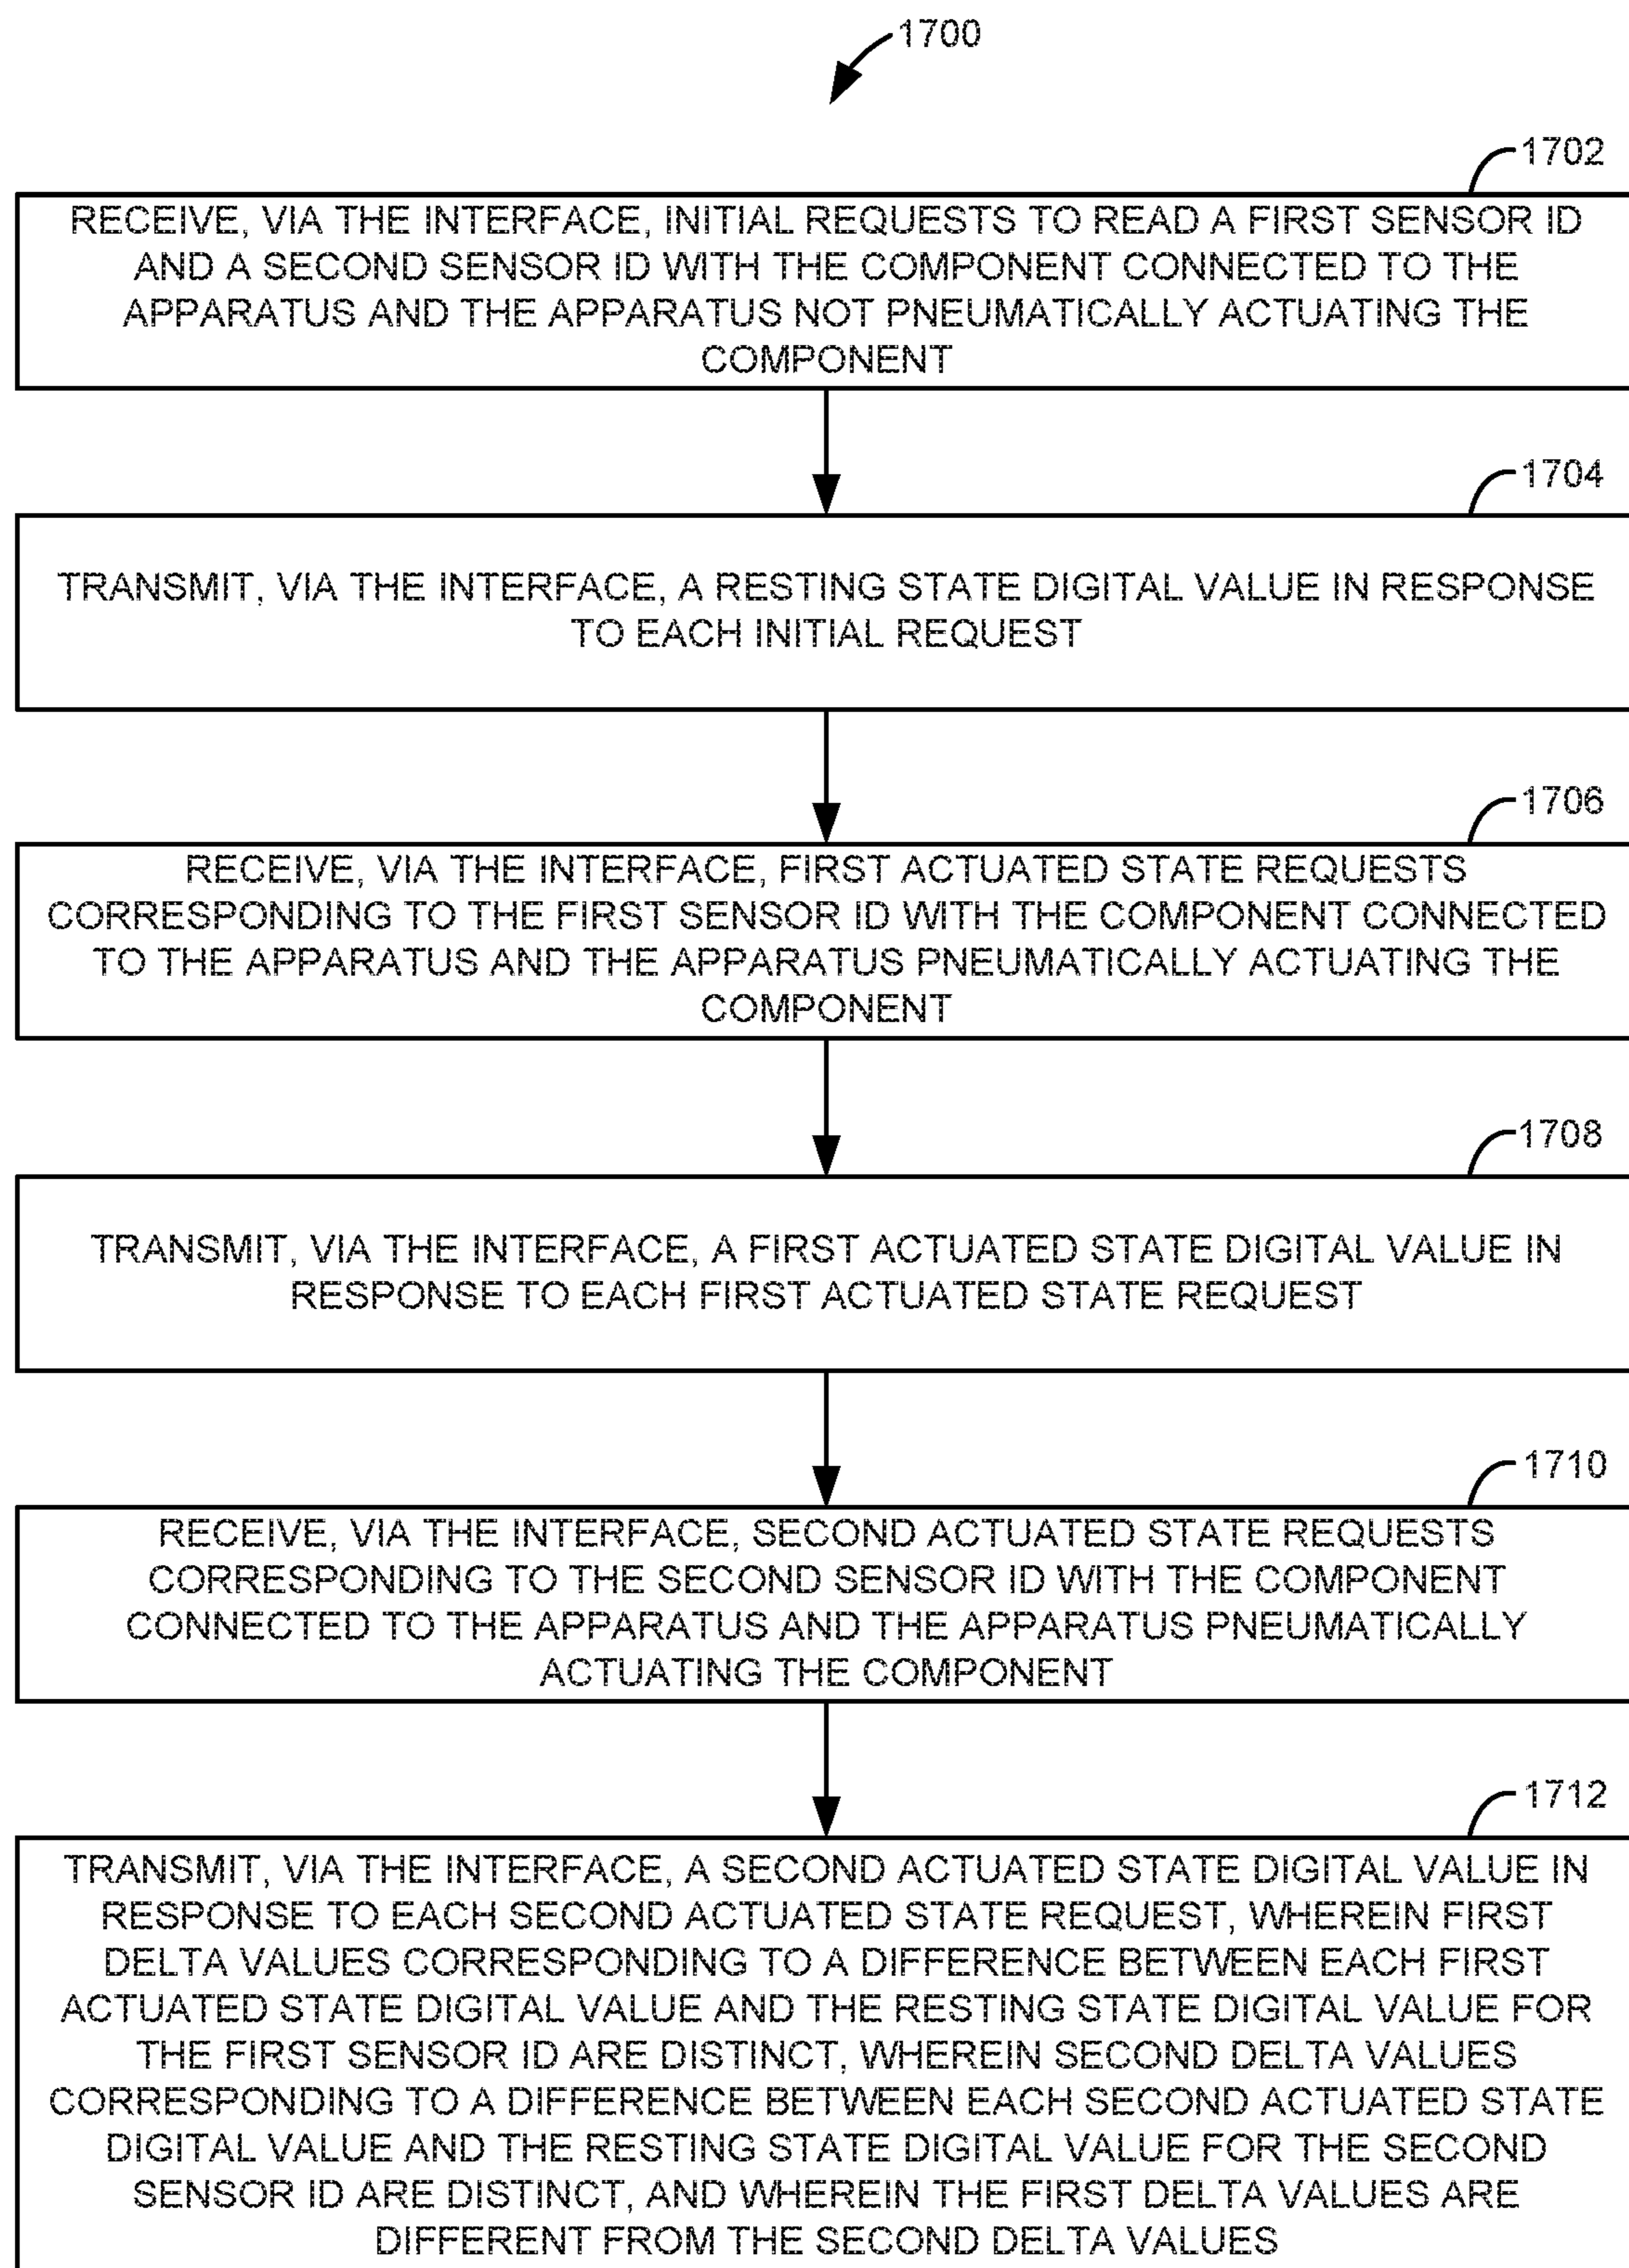 1700
1702
RECEIVE, VIA THE INTERFACE, INITIAL REQUESTS TO READ A FIRST SENSOR ID
AND A SECOND SENSOR ID WITH THE COMPONENT CONNECTED TO THE
APPARATUS AND THE APPARATUS NOT PNEUMATICALLY ACTUATING THE
COMPONENT
1704
TRANSMIT, VIA THE INTERFACE, A RESTING STATE DIGITAL VALUE IN RESPONSE
TO EACH INITIAL REQUEST
1706
RECEIVE, VIA THE INTERFACE, FIRST ACTUATED STATE REQUESTS
CORRESPONDING TO THE FIRST SENSOR ID WITH THE COMPONENT CONNECTED
TO THE APPARATUS AND THE APPARATUS PNEUMATICALLY ACTUATING THE
COMPONENT
1708
TRANSMIT, VIA THE INTERFACE, A FIRST ACTUATED STATE DIGITAL VALUE IN
RESPONSE TO EACH FIRST ACTUATED STATE REQUEST
1710
RECEIVE, VIA THE INTERFACE, SECOND ACTUATED STATE REQUESTS
CORRESPONDING TO THE SECOND SENSOR ID WITH THE COMPONENT
CONNECTED TO THE APPARATUS AND THE APPARATUS PNEUMATICALLY
ACTUATING THE COMPONENT
1712
TRANSMIT, VIA THE INTERFACE, A SECOND ACTUATED STATE DIGITAL VALUE IN
RESPONSE TO EACH SECOND ACTUATED STATE REQUEST, WHEREIN FIRST
DELTA VALUES CORRESPONDING TO A DIFFERENCE BETWEEN EACH FIRST
ACTUATED STATE DIGITAL VALUE AND THE RESTING STATE DIGITAL VALUE FOR
THE FIRST SENSOR ID ARE DISTINCT, WHEREIN SECOND DELTA VALUES
CORRESPONDING TO A DIFFERENCE BETWEEN EACH SECOND ACTUATED STATE
DIGITAL VALUE AND THE RESTING STATE DIGITAL VALUE FOR THE SECOND
SENSOR ID ARE DISTINCT, AND WHEREIN THE FIRST DELTA VALUES ARE
DIFFERENT FROM THE SECOND DELTA VALUES